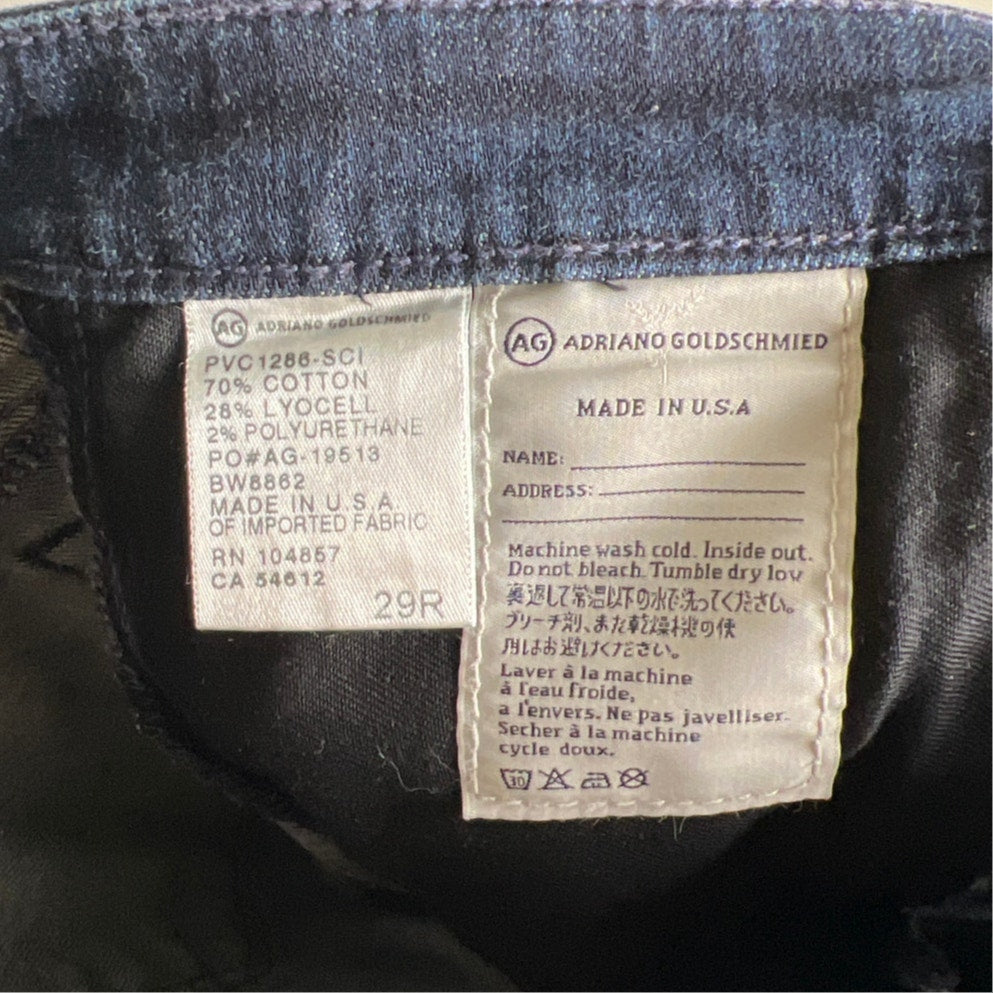 AG ADRIANO GOLDSCHMIED
PVC1286-SCI
70% COTTON
28% LYOCELL
2% POLYURETHANE
PO#AG-19513
BW8862
MADE IN U.S.A.
OF IMPORTED FABRIC
RN 104857
CA 54612
29R
AG ADRIANO GOLDSCHMIED
MADE IN U.S.A
NAME:
ADDRESS:
Machine wash cold. Inside out.
Do not bleach. Tumble dry low
裏返して常温以下の水で洗ってください。
ブリーチ剤、また乾燥機の使
用はお避けください。
Laver à la machine
à l'eau froide,
a l'envers. Ne pas javelliser.
Secher à la machine
cycle doux.
30